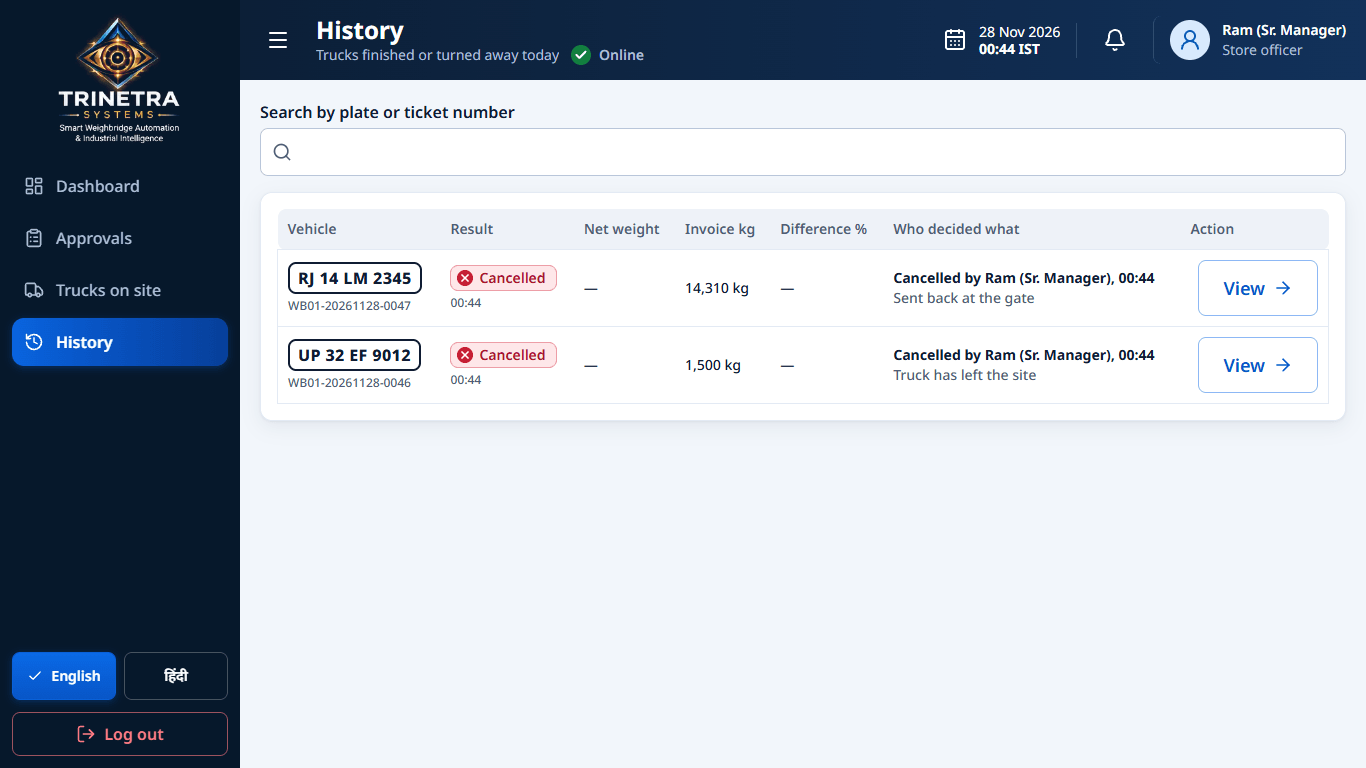 TRINETRA
SYSTEMS
Smart Weighbridge Automation
& Industrial Intelligence
Dashboard
Approvals
Trucks on site
History
English
हिंदी
Log out
History
Trucks finished or turned away today
Online
28 Nov 2026
00:44 IST
Ram (Sr. Manager)
Store officer
Search by plate or ticket number
Vehicle Result Net weight Invoice kg Difference % Who decided what Action
RJ 14 LM 2345
WB01-20261128-0047
Cancelled
00:44
—
14,310 kg
—
Cancelled by Ram (Sr. Manager), 00:44
Sent back at the gate
View
UP 32 EF 9012
WB01-20261128-0046
Cancelled
00:44
—
1,500 kg
—
Cancelled by Ram (Sr. Manager), 00:44
Truck has left the site
View